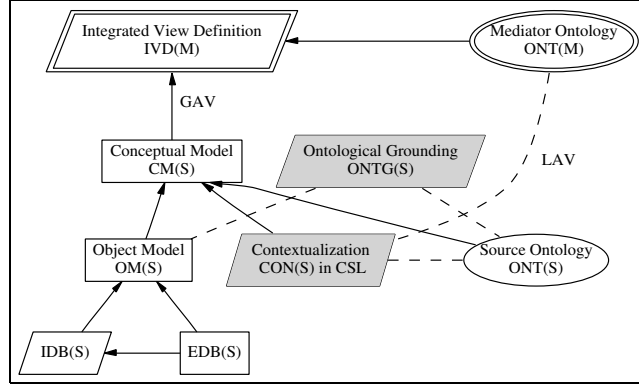 Integrated View Definition
IVD(M)
Mediator Ontology
ONT(M)
GAV
Conceptual Model
CM(S)
Ontological Grounding
ONTG(S)
LAV
Object Model
OM(S)
Contextualization
CON(S) in CSL
Source Ontology
ONT(S)
IDB(S)
EDB(S)